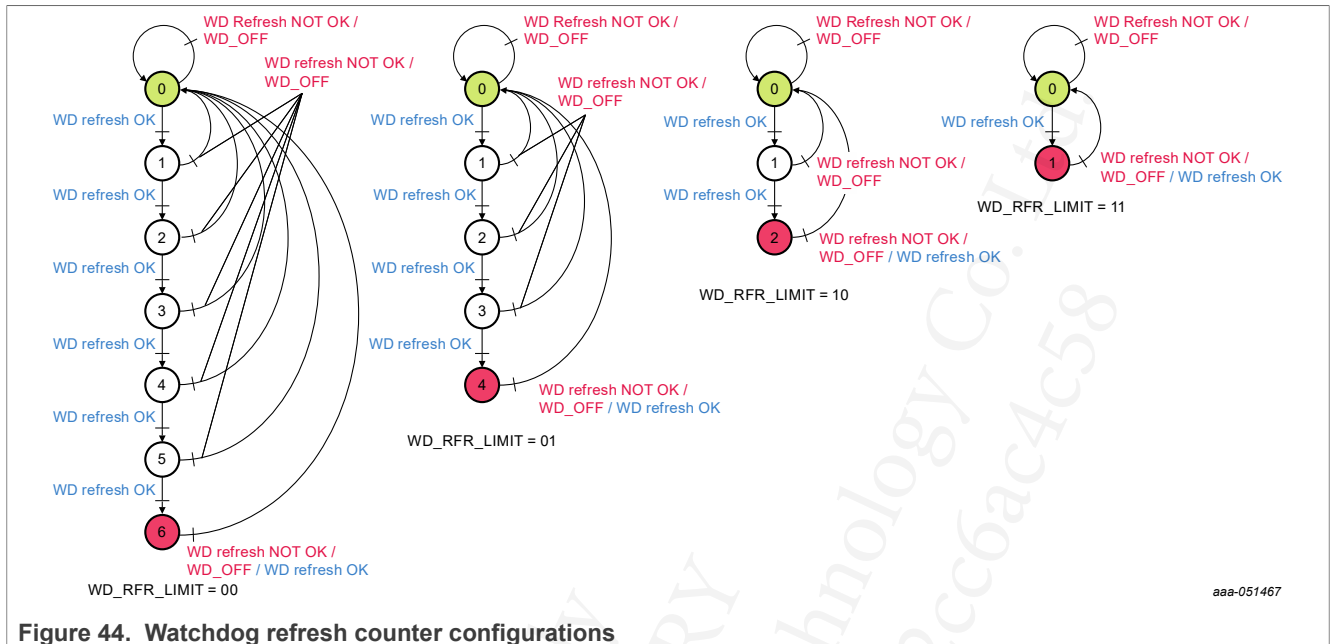 WD Refresh NOT OK /
WD_OFF
WD refresh NOT OK /
WD_OFF
0
WD refresh OK
1
WD refresh OK
2
WD refresh OK
3
WD refresh OK
4
WD refresh OK
5
WD refresh OK
6
WD refresh NOT OK /
WD_OFF / WD refresh OK
WD_RFR_LIMIT = 00
WD Refresh NOT OK /
WD_OFF
WD refresh NOT OK /
WD_OFF
0
WD refresh OK
1
WD refresh OK
2
WD refresh OK
3
WD refresh OK
4
WD refresh NOT OK /
WD_OFF / WD refresh OK
WD_RFR_LIMIT = 01
WD Refresh NOT OK /
WD_OFF
0
WD refresh OK
1
WD refresh NOT OK /
WD_OFF
WD refresh OK
2
WD refresh NOT OK /
WD_OFF / WD refresh OK
WD_RFR_LIMIT = 10
WD Refresh NOT OK /
WD_OFF
0
WD refresh OK
1
WD refresh NOT OK /
WD_OFF / WD refresh OK
WD_RFR_LIMIT = 11
aaa-051467
Figure 44. Watchdog refresh counter configurations